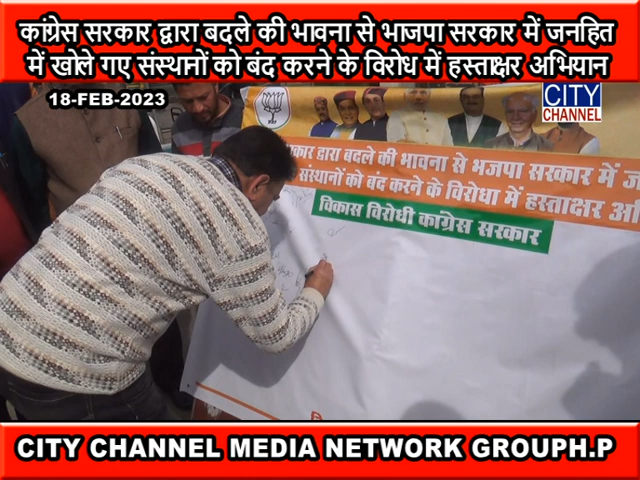 कांग्रेस सरकार द्वारा बदले की भावना से भाजपा सरकार में जनहित
में खोले गए संस्थानों को बंद करने के विरोध में हस्ताक्षर अभियान
18-FEB-2023
CITY
CHANNEL
द्वारा बदले की भावना से भजपा सरकार में
संस्थानों को बंद करने के विरोधा में हस्ताक्षर
विकास विरोधी कांग्रेस सरकार
CITY CHANNEL MEDIA NETWORK GROUPH.P